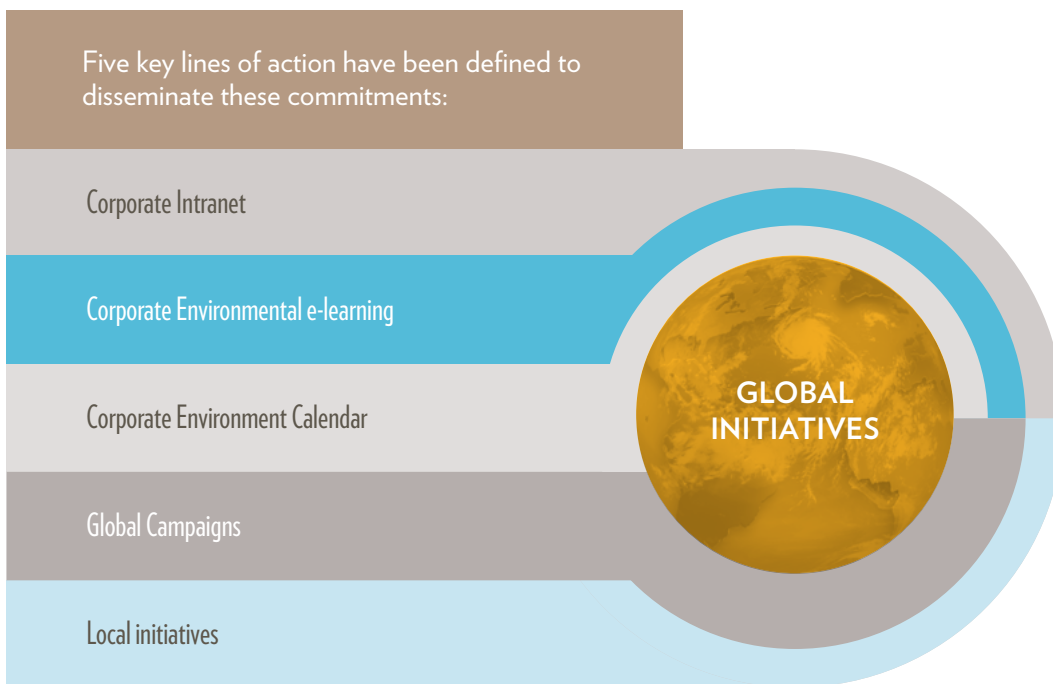 Five key lines of action have been defined to
disseminate these commitments:
Corporate Intranet
Corporate Environmental e-learning
Corporate Environment Calendar
Global Campaigns
Local initiatives
GLOBAL
INITIATIVES